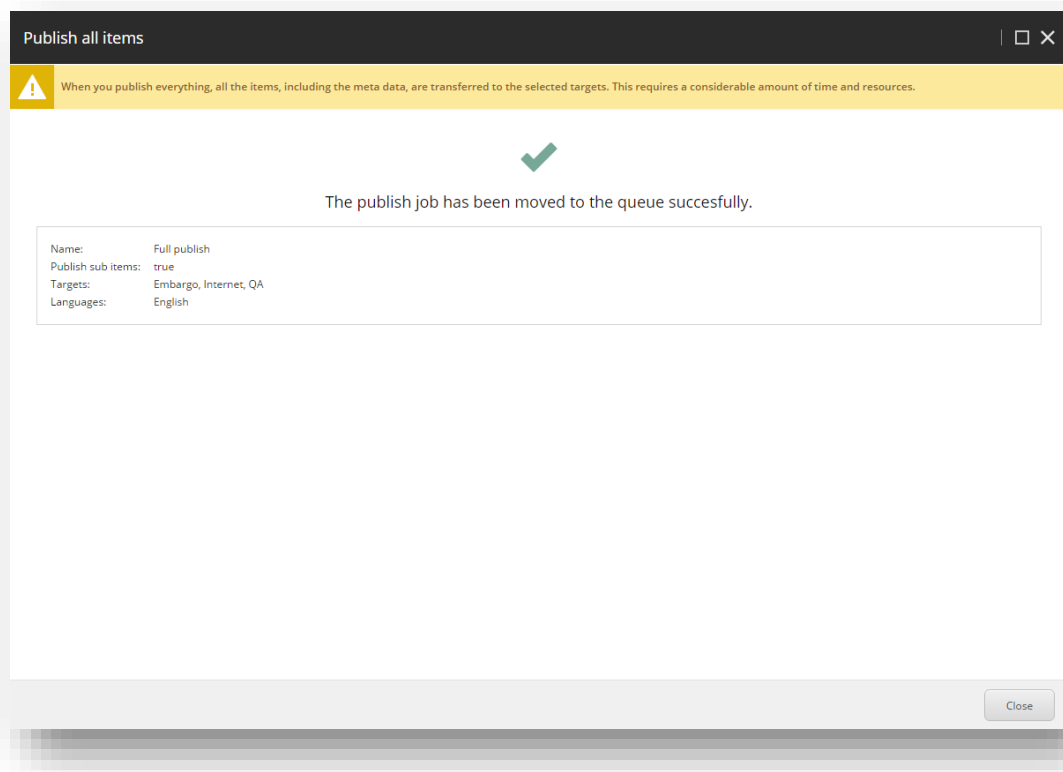 Publish all items
When you publish everything, all the items, including the meta data, are transferred to the selected targets. This requires a considerable amount of time and resources.
The publish job has been moved to the queue succesfully.
Name: Full publish
Publish sub items: true
Targets: Embargo, Internet, QA
Languages: English
Close